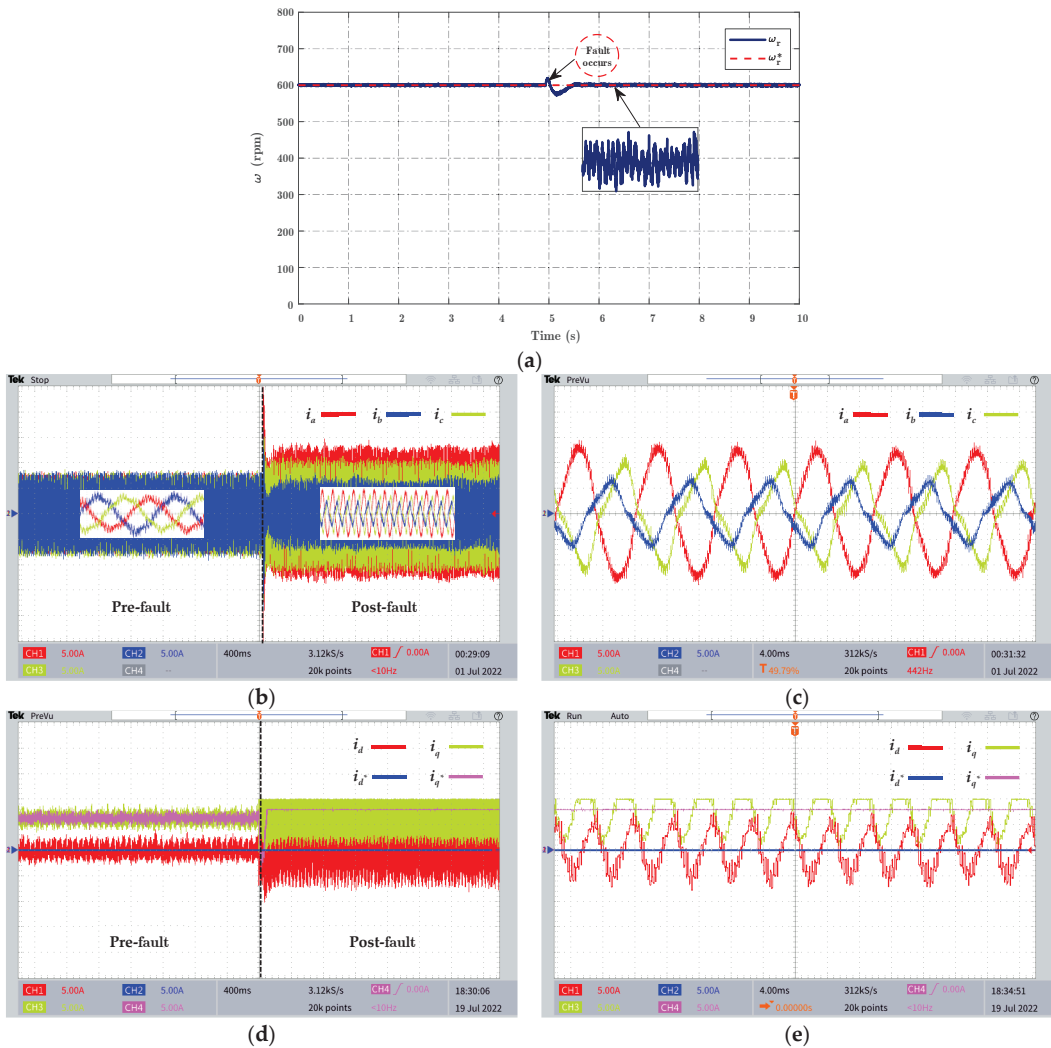 800
700
600
500
400
300
200
100
0
ω (rpm)
Fault
occurs
ω_r
ω_r*
0 1 2 3 4 5 6 7 8 9 10
Time (s)
(a)
Tek Stop
i_a i_b i_c
2
Pre-fault Post-fault
CH1 5.00A CH2 5.00A 400ms 3.12kS/s CH1 0.00A 00:29:09
CH3 CH4 -- 20k points <10Hz 01 Jul 2022
(b)
Tek PreVu
T
i_a i_b i_c
2
CH1 5.00A CH2 5.00A 4.00ms 312kS/s CH1 0.00A 00:31:32
CH3 CH4 -- T 49.79% 20k points 442Hz 01 Jul 2022
(c)
Tek PreVu
i_d i_q
i_d* i_q*
Pre-fault Post-fault
CH1 5.00A CH2 5.00A 400ms 3.12kS/s CH4 0.00A 18:30:06
CH3 5.00A CH4 5.00A 20k points <10Hz 19 Jul 2022
(d)
Tek Run Auto
T
i_d i_q
i_d* i_q*
CH1 5.00A CH2 5.00A 4.00ms 312kS/s CH4 0.00A 18:34:51
CH3 5.00A CH4 5.00A 0.00000s 20k points <10Hz 19 Jul 2022
(e)